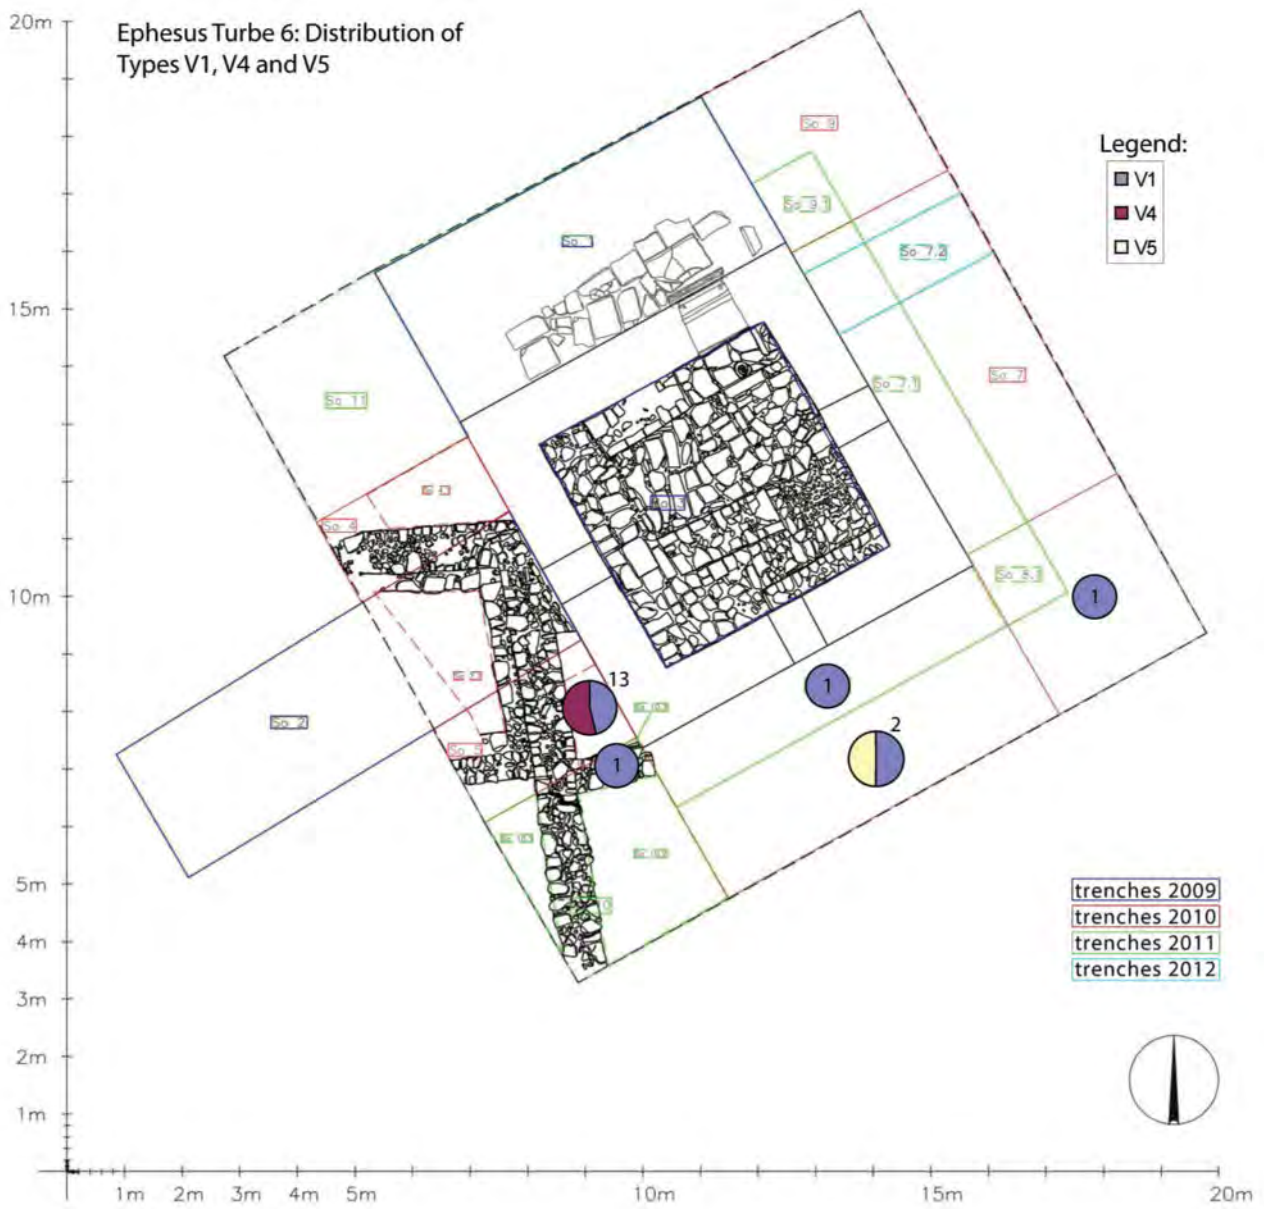 20m
Ephesus Turbe 6: Distribution of
Types V1, V4 and V5
So 9
Legend:
V1
V4
V5
So 9.1
So 1
So 7.2
15m
So 7
So 7.1
So 11
So 4
10m
So 8.1
1
13
1
So 2
2
So 5
1
5m
trenches 2009
4m
trenches 2010
trenches 2011
3m
trenches 2012
2m
1m
1m 2m 3m 4m 5m 10m 15m 20m